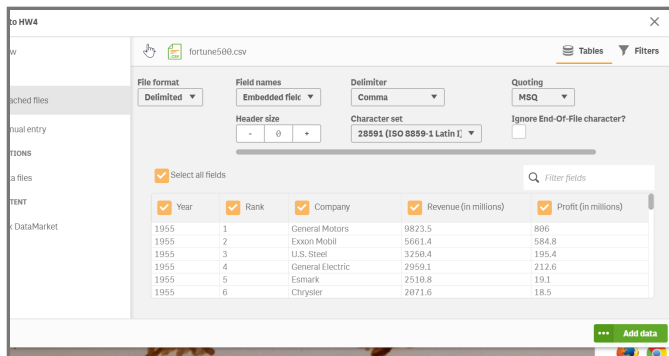 to HW4
w
fortune500.csv
Tables
Filters
ached files
nual entry
TIONS
a files
TENT
k DataMarket
File format
Field names
Delimiter
Quoting
Delimited
Embedded fielc
Comma
MSQ
Header size
Character set
Ignore End-Of-File character?
- 0 +
28591 (ISO 8859-1 Latin I)
Select all fields
Filter fields
Year Rank Company Revenue (in millions) Profit (in millions)
1955 1 General Motors 9823.5 806
1955 2 Exxon Mobil 5661.4 584.8
1955 3 U.S. Steel 3250.4 195.4
1955 4 General Electric 2959.1 212.6
1955 5 Esmark 2510.8 19.1
1955 6 Chrysler 2071.6 18.5
Add data